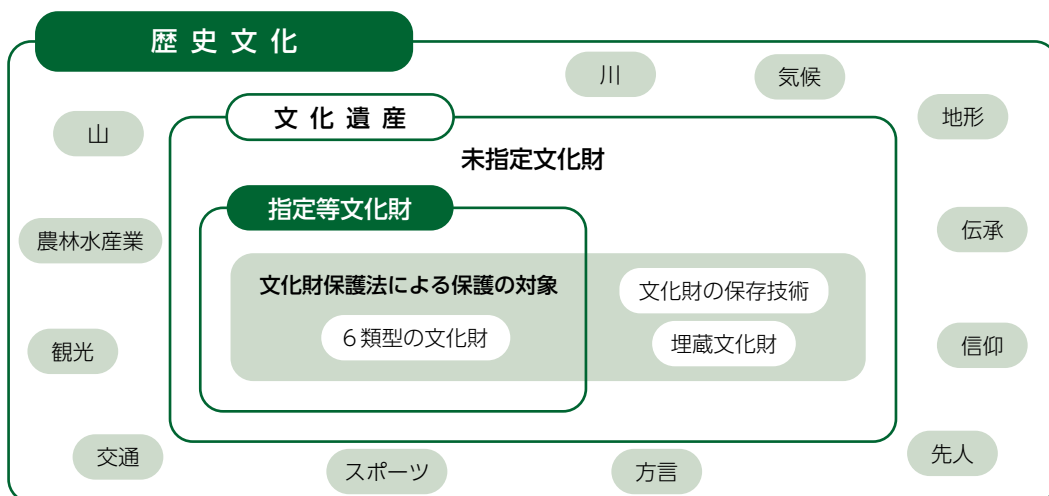 歴史文化
川
気候
地形
山
文化遺産
未指定文化財
指定等文化財
農林水産業
伝承
文化財保護法による保護の対象
文化財の保存技術
6類型の文化財
埋蔵文化財
観光
信仰
交通
スポーツ
方言
先人